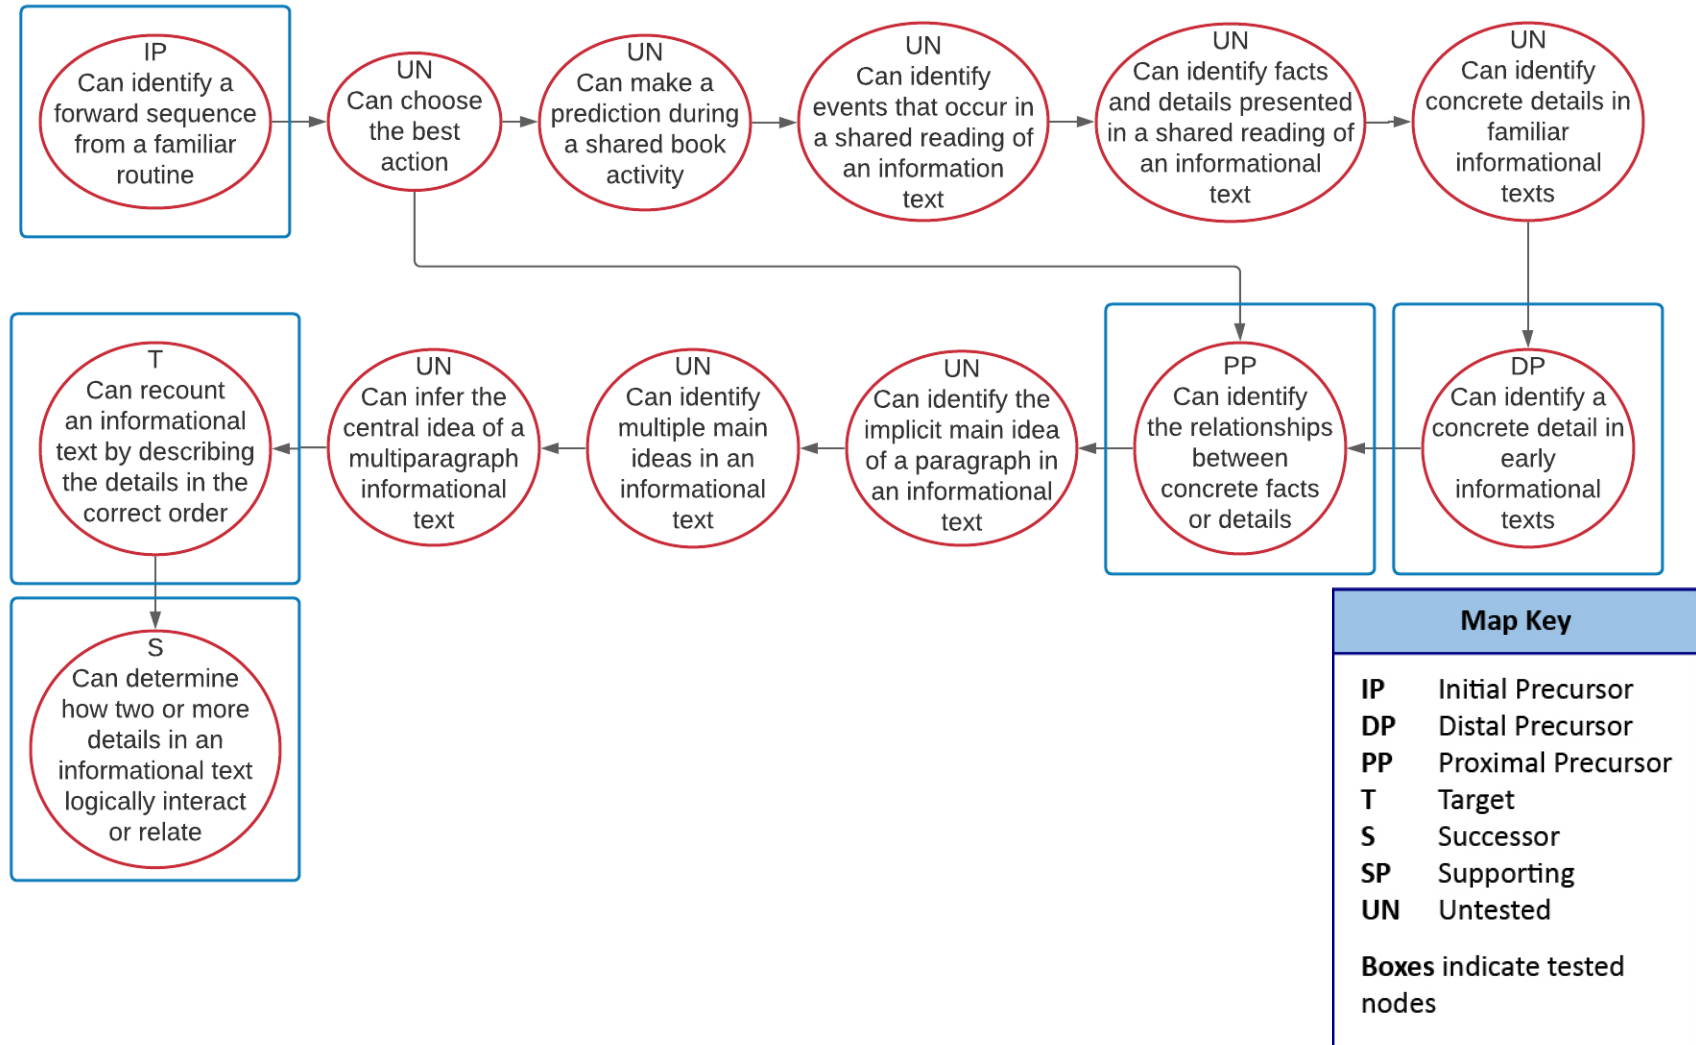 IP
Can identify a
forward sequence
from a familiar
routine
UN
Can choose
the best
action
UN
Can make a
prediction during
a shared book
activity
UN
Can identify
events that occur in
a shared reading of
an information
text
UN
Can identify facts
and details presented
in a shared reading of
an informational
text
UN
Can identify
concrete details in
familiar
informational
texts
T
Can recount
an informational
text by describing
the details in the
correct order
UN
Can infer the
central idea of a
multiparagraph
informational
text
UN
Can identify
multiple main
ideas in an
informational
text
UN
Can identify the
implicit main idea
of a paragraph in
an informational
text
PP
Can identify
the relationships
between
concrete facts
or details
DP
Can identify a
concrete detail in
early
informational
texts
S
Can determine
how two or more
details in an
informational text
logically interact
or relate
Map Key
IP Initial Precursor
DP Distal Precursor
PP Proximal Precursor
T Target
S Successor
SP Supporting
UN Untested
Boxes indicate tested
nodes